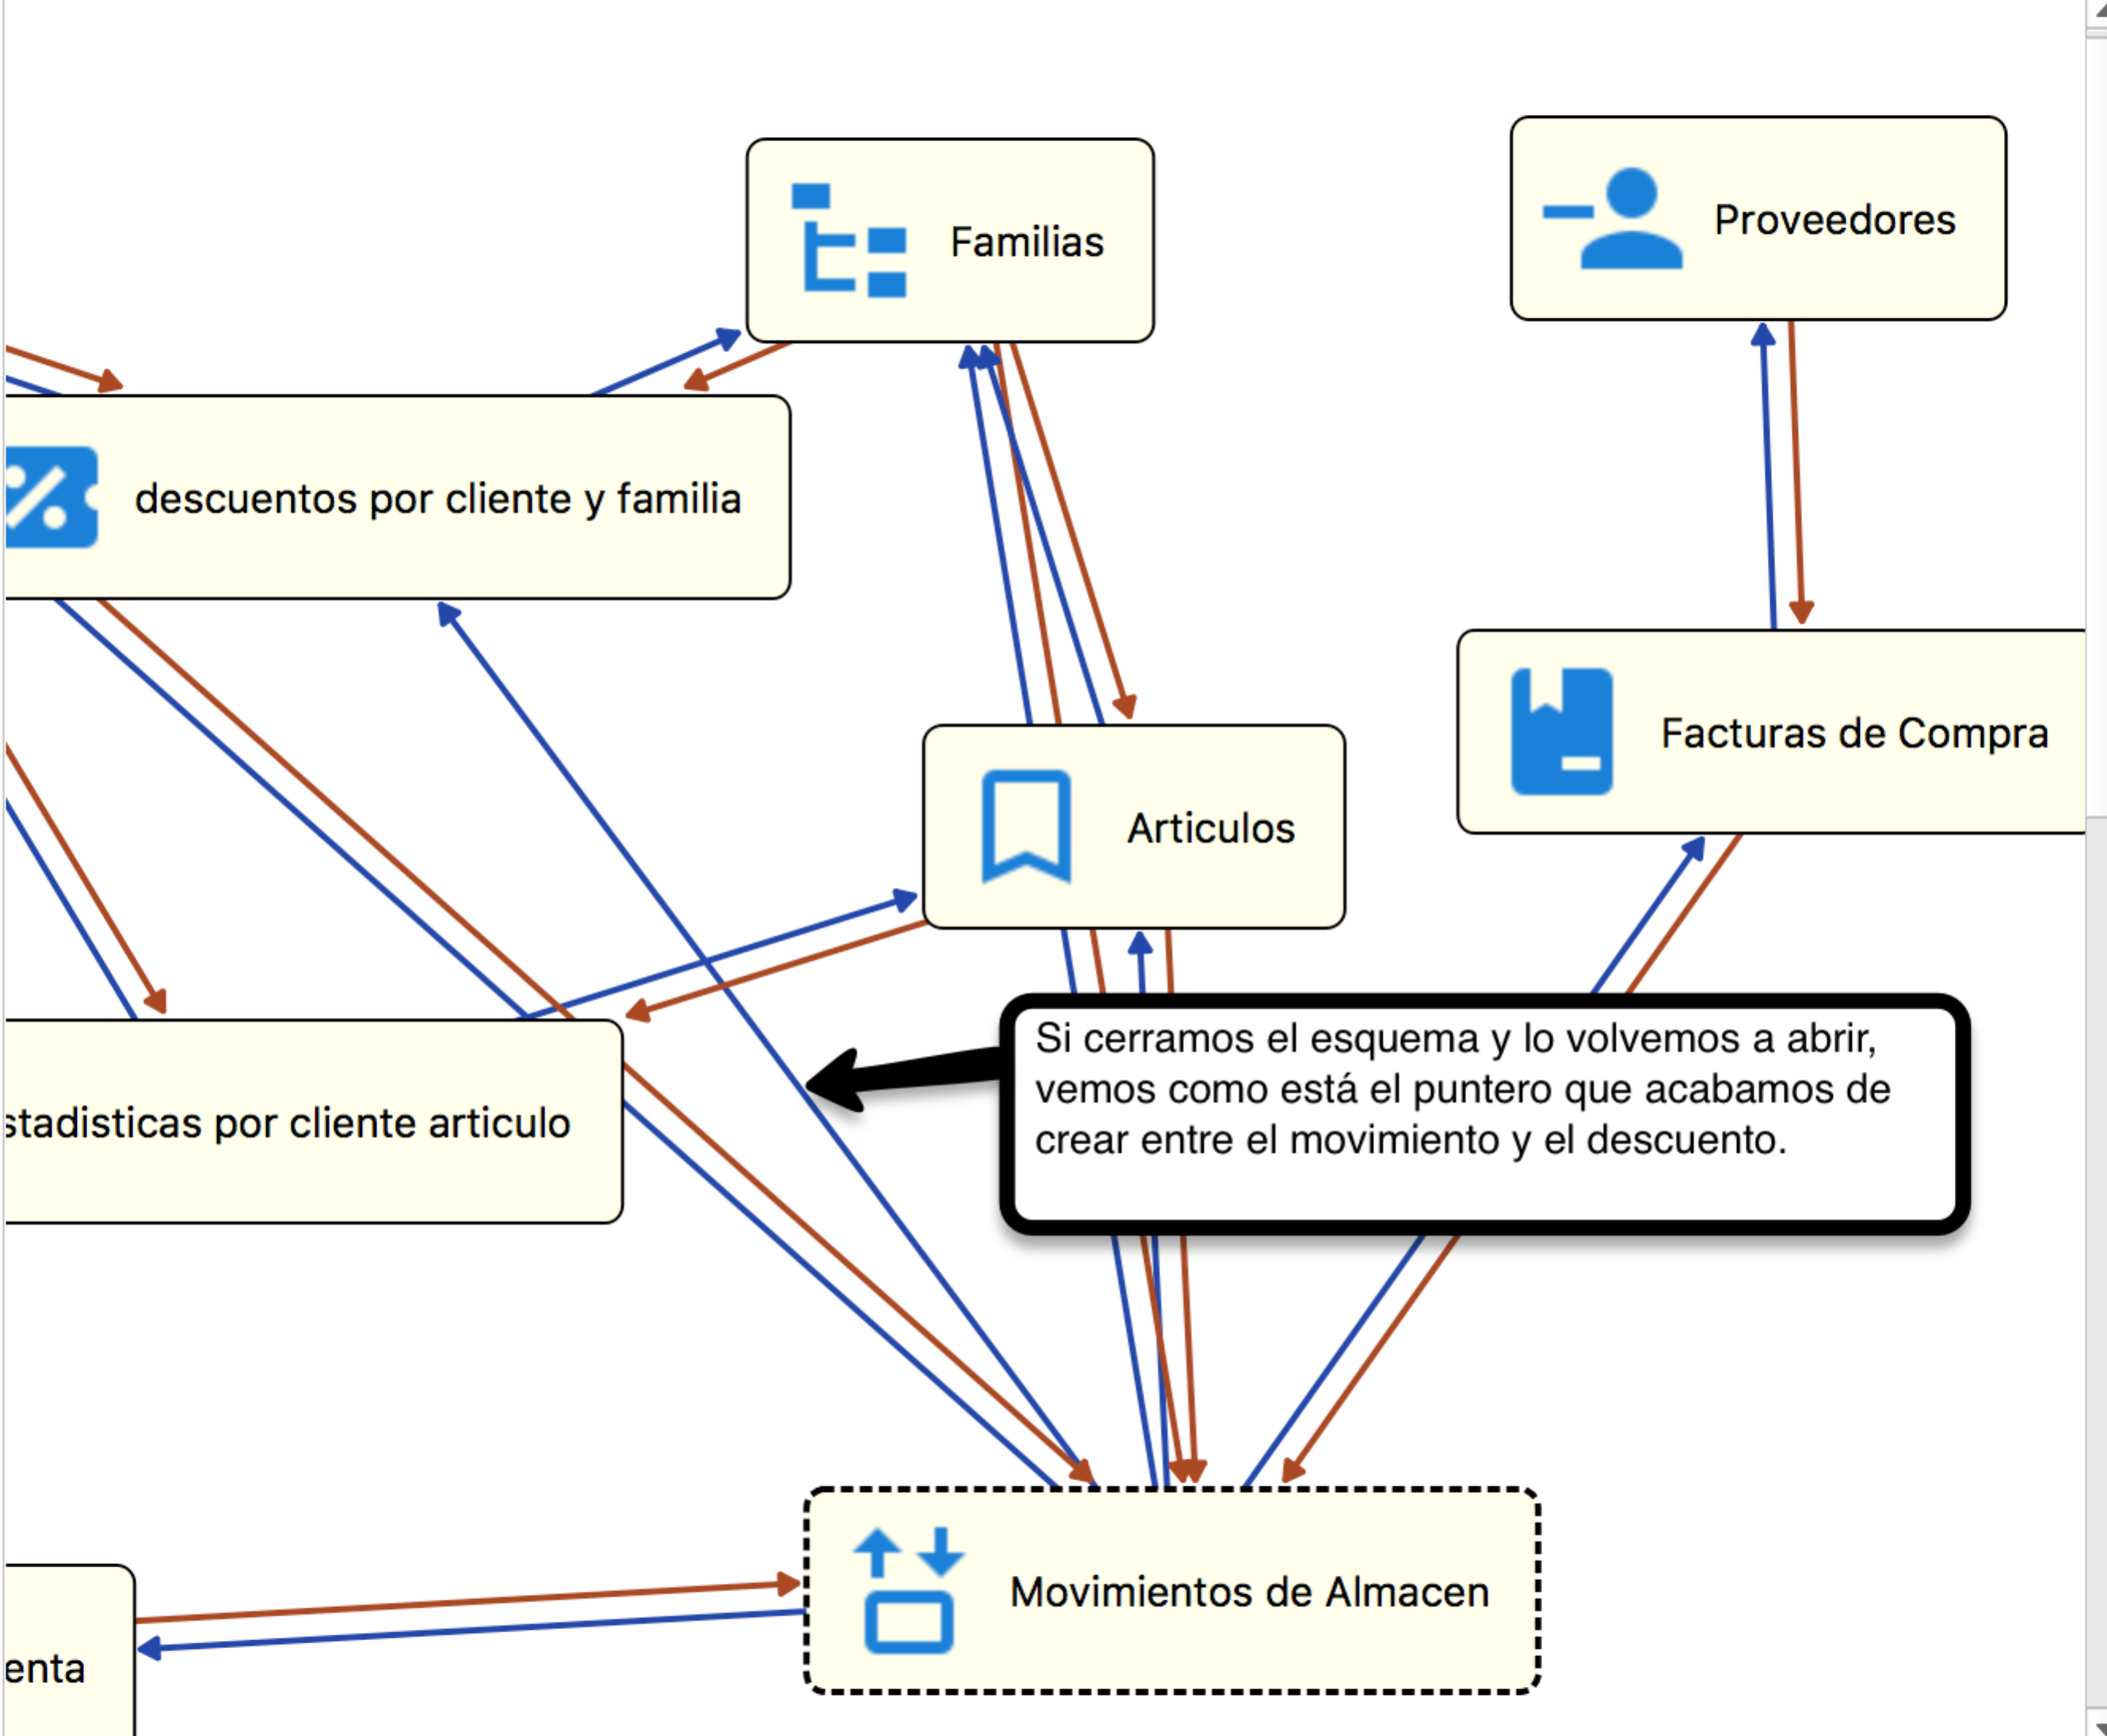 Proveedores
Familias
descuentos por cliente y familia
Facturas de Compra
Articulos
Si cerramos el esquema y lo volvemos a abrir,
vemos como está el puntero que acabamos de
crear entre el movimiento y el descuento.
stadisticas por cliente articulo
Movimientos de Almacen
enta